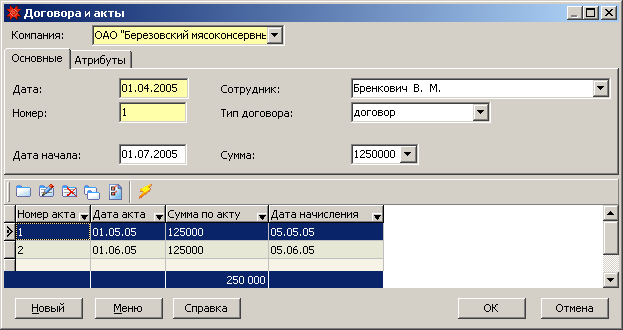 Договора и акты
Компания: ОАО "Березовский мясоконсервнь
Основные Атрибуты
Дата: 01.04.2005 Сотрудник: Бренкович В. М.
Номер: 1 Тип договора: договор
Дата начала: 01.07.2005 Сумма: 1250000
Номер акта Дата акта Сумма по акту Дата начисления
1 01.05.05 125000 05.05.05
2 01.06.05 125000 05.06.05
250 000
Новый Меню Справка ОК Отмена